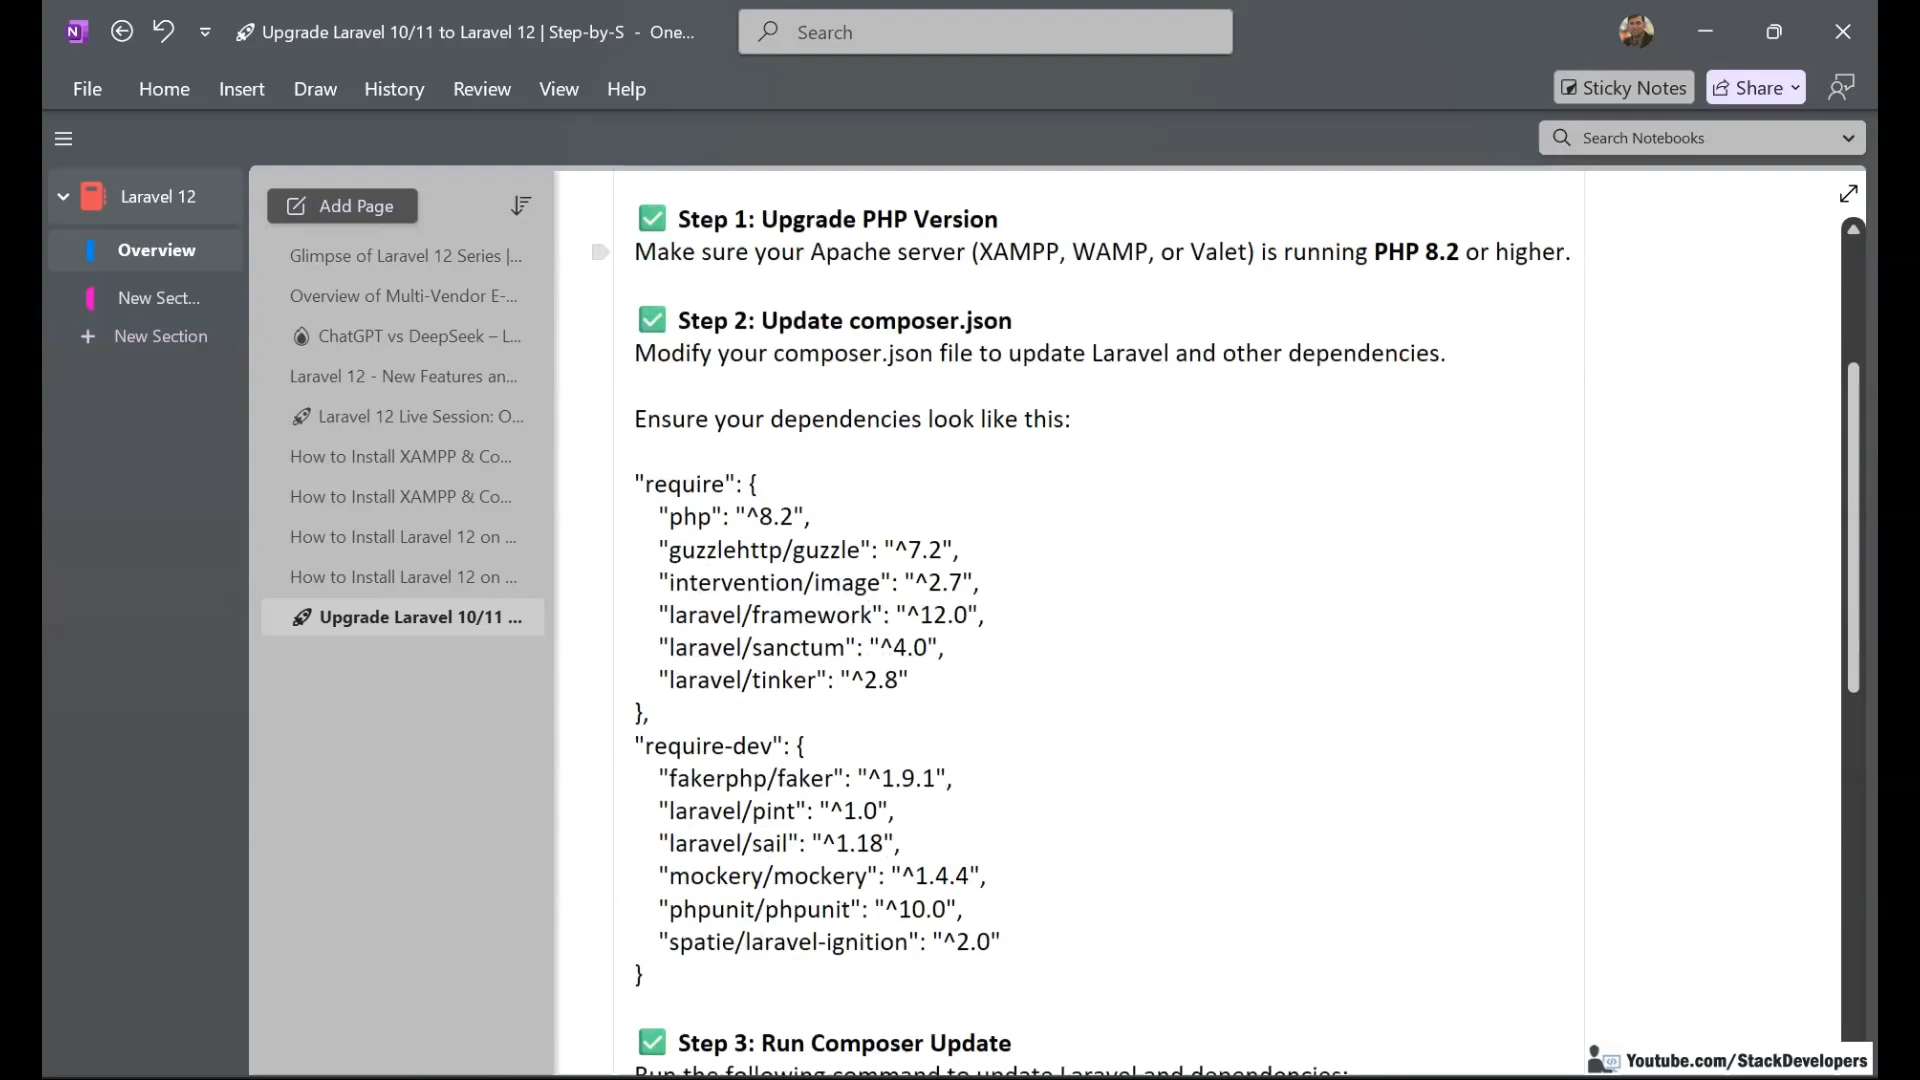 Upgrade Laravel 10/11 to Laravel 12 | Step-by-S - One...
Search
File Home Insert Draw History Review View Help
Sticky Notes
Share
Search Notebooks
Laravel 12
Overview
New Sect...
New Section
Add Page
Glimpse of Laravel 12 Series |...
Overview of Multi-Vendor E-...
ChatGPT vs DeepSeek – L...
Laravel 12 - New Features an...
Laravel 12 Live Session: O...
How to Install XAMPP & Co...
How to Install XAMPP & Co...
How to Install Laravel 12 on ...
How to Install Laravel 12 on ...
Upgrade Laravel 10/11 ...
Step 1: Upgrade PHP Version
Make sure your Apache server (XAMPP, WAMP, or Valet) is running PHP 8.2 or higher.
Step 2: Update composer.json
Modify your composer.json file to update Laravel and other dependencies.
Ensure your dependencies look like this:
"require": {
"php": "^8.2",
"guzzlehttp/guzzle": "^7.2",
"intervention/image": "^2.7",
"laravel/framework": "^12.0",
"laravel/sanctum": "^4.0",
"laravel/tinker": "^2.8"
},
"require-dev": {
"fakerphp/faker": "^1.9.1",
"laravel/pint": "^1.0",
"laravel/sail": "^1.18",
"mockery/mockery": "^1.4.4",
"phpunit/phpunit": "^10.0",
"spatie/laravel-ignition": "^2.0"
}
Step 3: Run Composer Update
Run the following command to update Laravel and dependencies:
Youtube.com/StackDevelopers